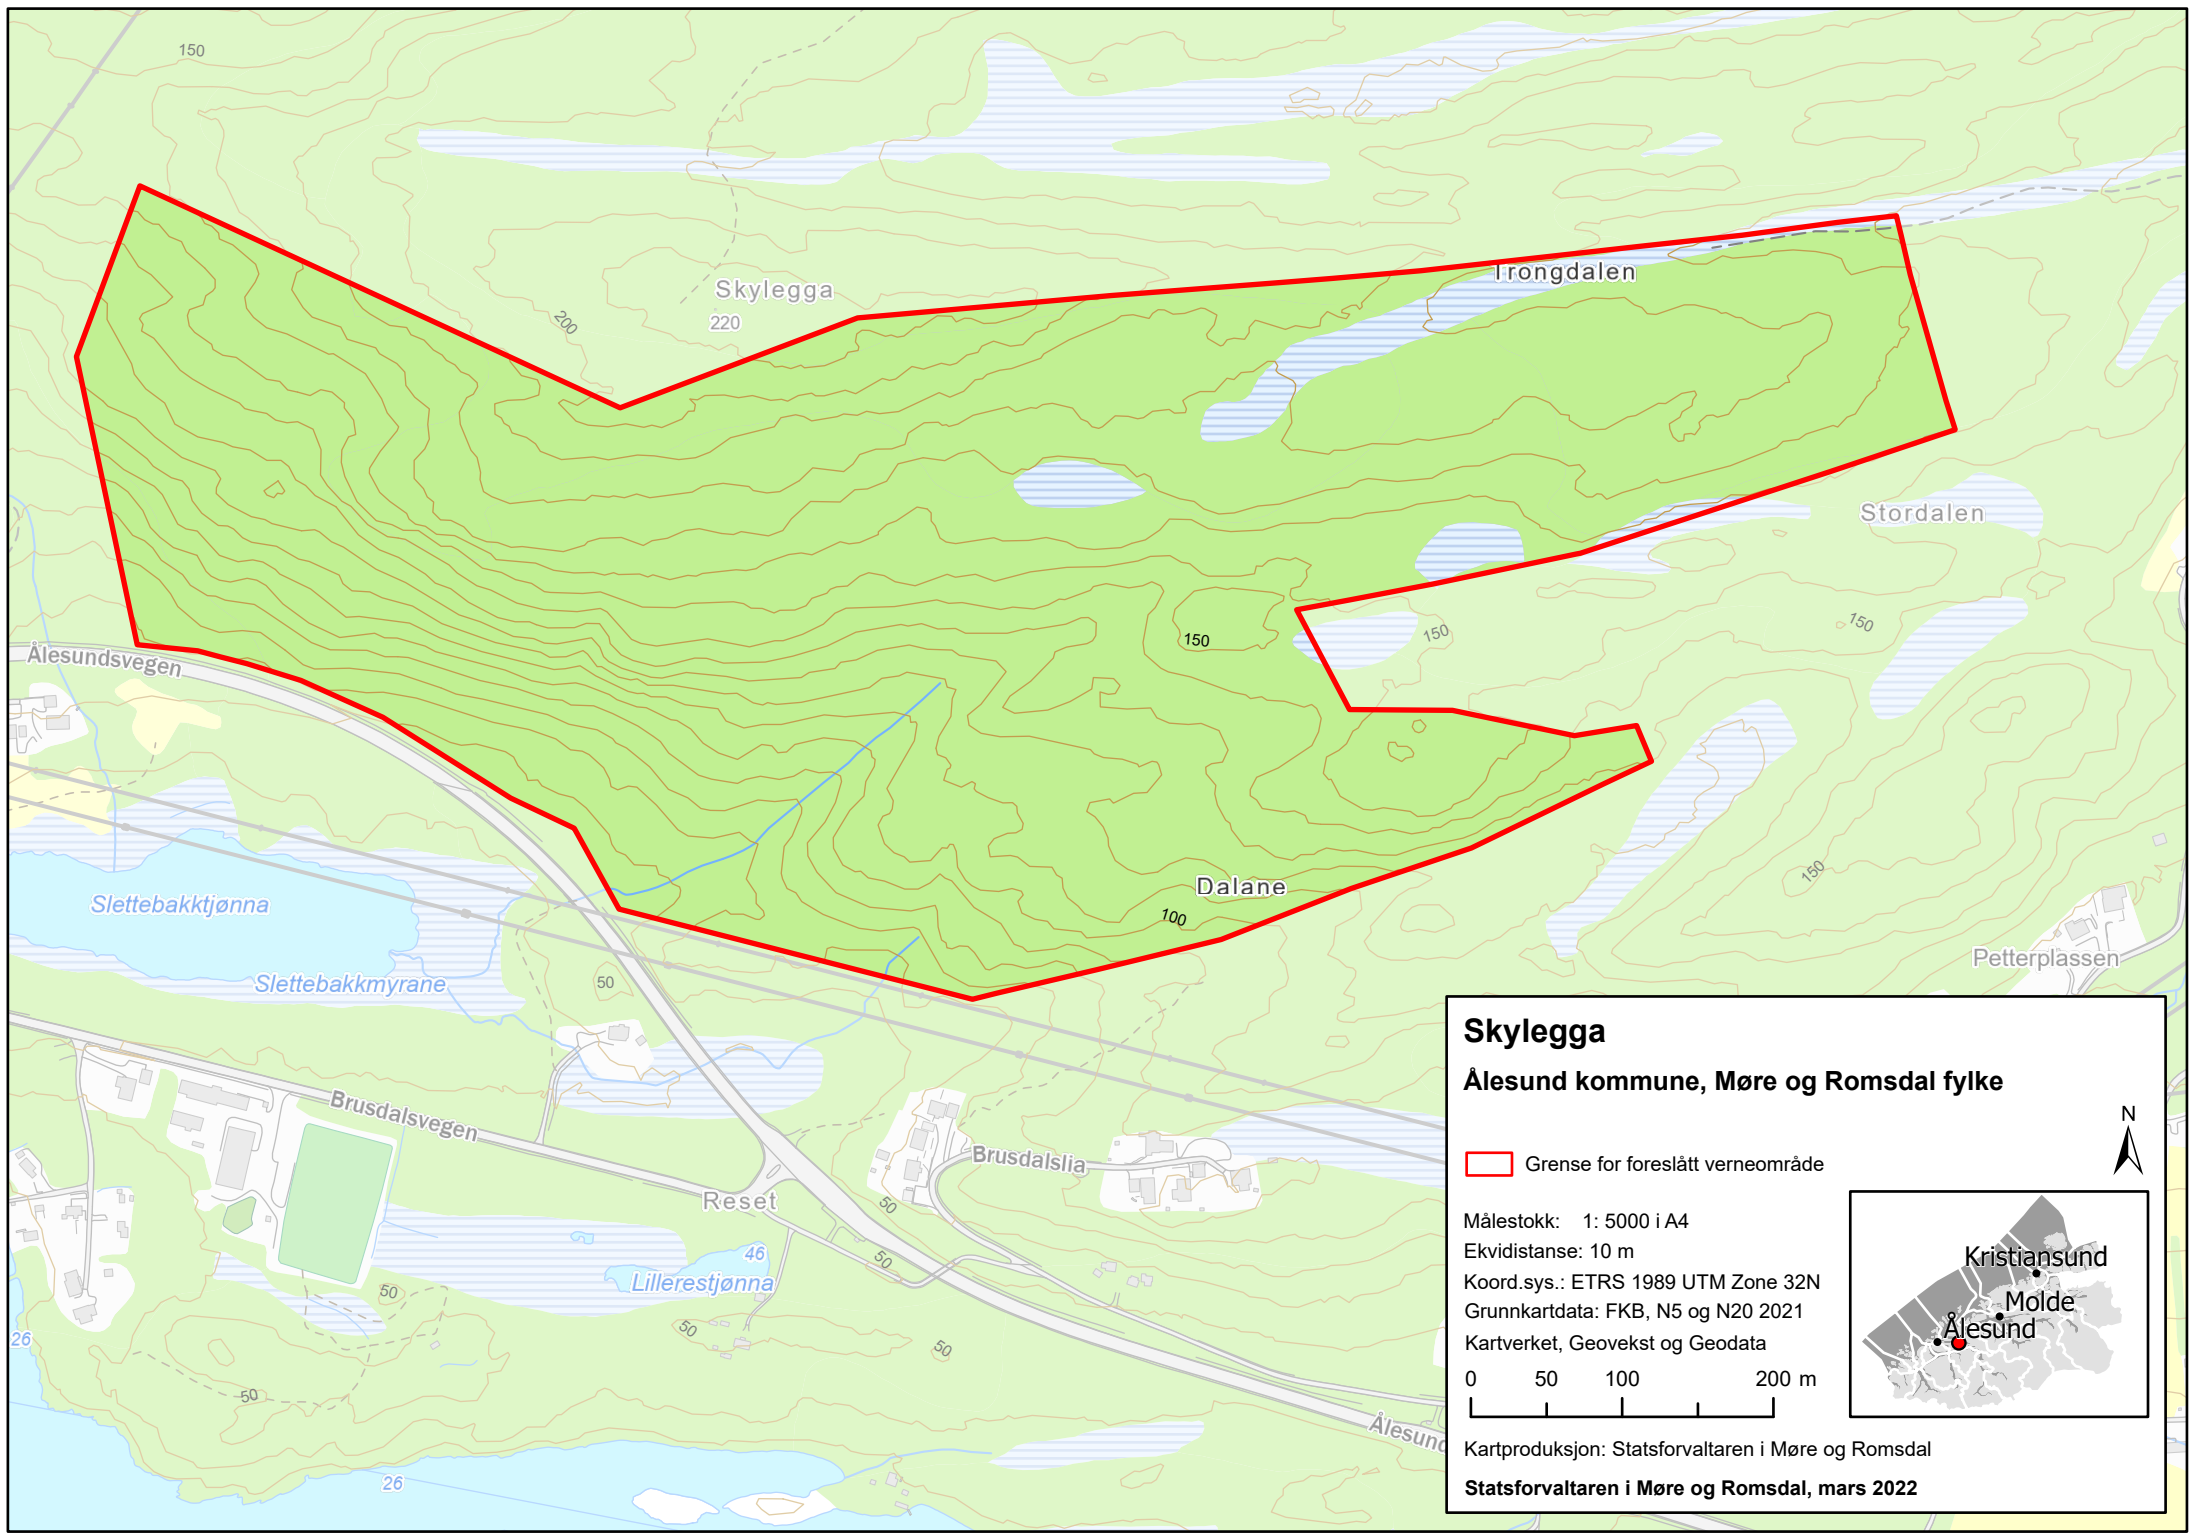 150
Skylegga
220
200
Trongdalen
Stordalen
150
150
150
Ålesundsvegen
150
Dalane
100
Slettebakktjønna
Slettebakkmyrane
50
Petterplassen
Brusdalsvegen
Brusdalslia
Reset
50
50
46
Lillerestjønna
50
50
50
50
26
26
Ålesund
Skylegga
Ålesund kommune, Møre og Romsdal fylke
N
Grense for foreslått verneområde
Målestokk: 1: 5000 i A4
Ekvidistanse: 10 m
Koord.sys.: ETRS 1989 UTM Zone 32N
Grunnkartdata: FKB, N5 og N20 2021
Kartverket, Geovekst og Geodata
0 50 100 200 m
Kristiansund
Molde
Ålesund
Kartproduksjon: Statsforvaltaren i Møre og Romsdal
Statsforvaltaren i Møre og Romsdal, mars 2022